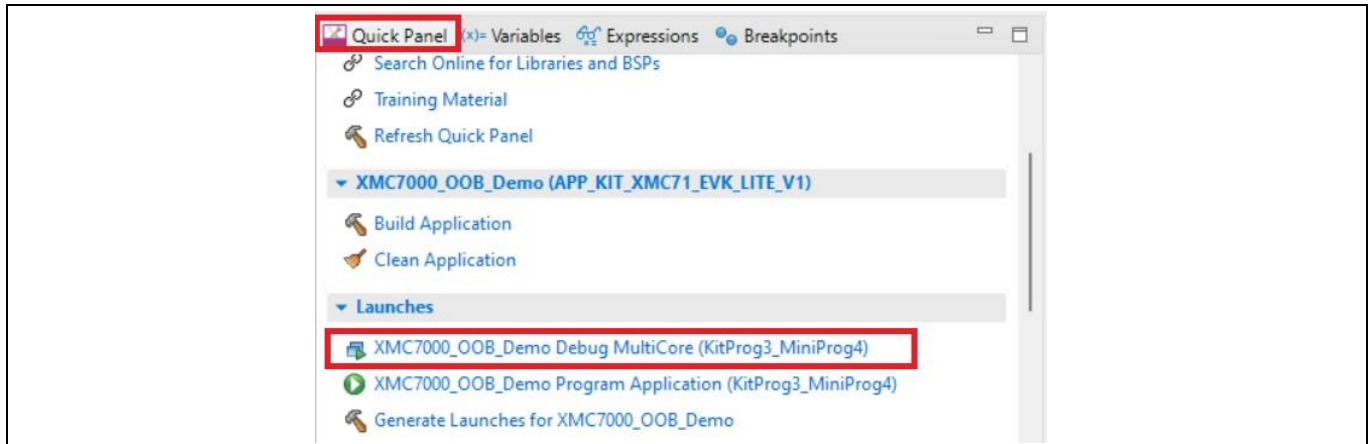 Quick Panel (x)= Variables Expressions Breakpoints
Search Online for Libraries and BSPs
Training Material
Refresh Quick Panel
XMC7000_OOB_Demo (APP_KIT_XMC71_EVK_LITE_V1)
Build Application
Clean Application
Launches
XMC7000_OOB_Demo Debug MultiCore (KitProg3_MiniProg4)
XMC7000_OOB_Demo Program Application (KitProg3_MiniProg4)
Generate Launches for XMC7000_OOB_Demo